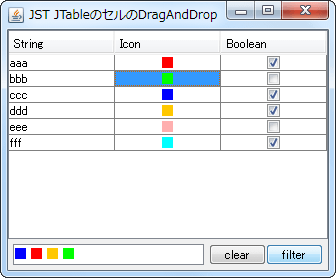 JST JTableのセルのDragAndDrop
String Icon Boolean
aaa
bbb
ccc
ddd
eee
fff
clear filter